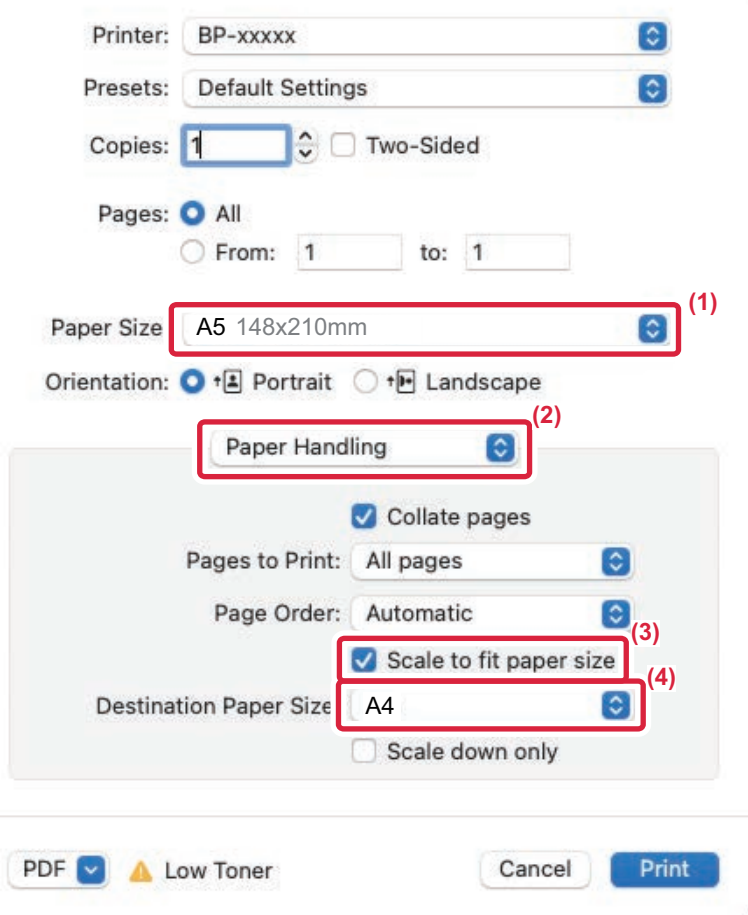 Printer: BP-xxxxx
Presets: Default Settings
Copies: 1 Two-Sided
Pages: All
From: 1 to: 1
(1)
Paper Size A5 148x210mm
Orientation: Portrait Landscape
(2)
Paper Handling
Collate pages
Pages to Print: All pages
Page Order: Automatic
(3)
Scale to fit paper size
(4)
Destination Paper Size A4
Scale down only
PDF Low Toner Cancel Print